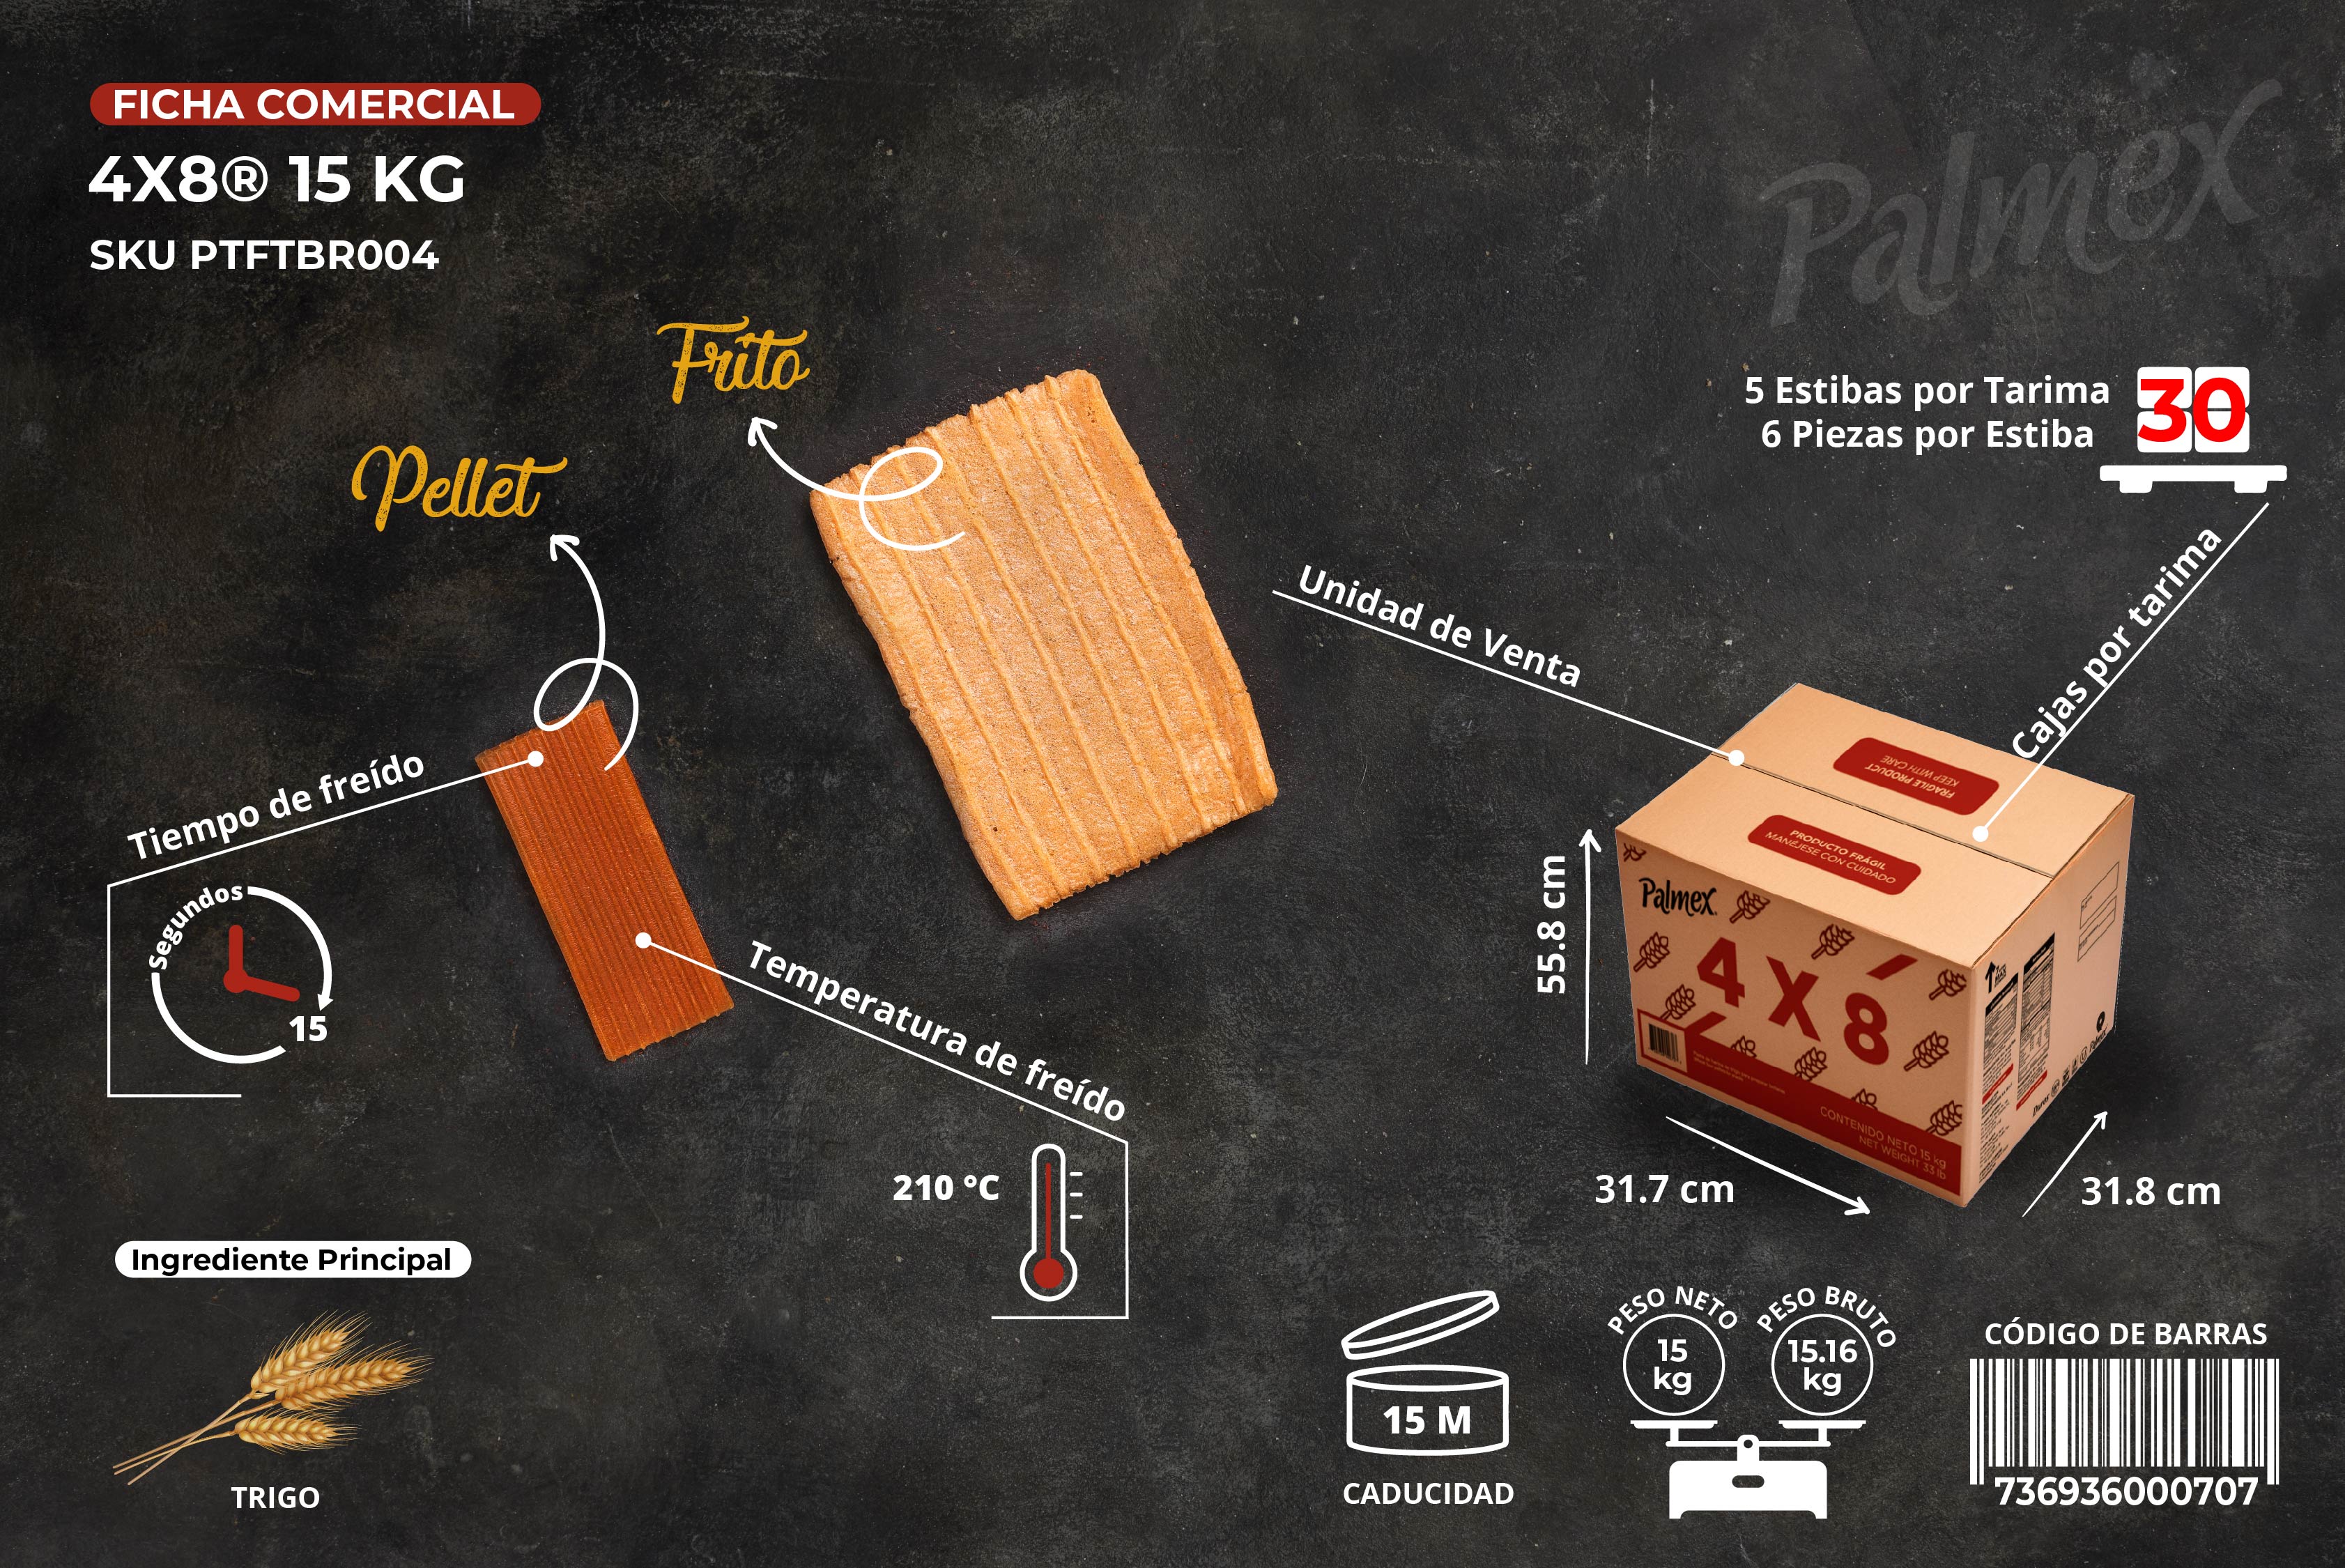 FICHA COMERCIAL
4X8® 15 KG
SKU PTFTBR004
Palmex
Frito
Pellet
5 Estibas por Tarima
6 Piezas por Estiba
30
Unidad de Venta
Cajas por tarima
Tiempo de freído
Segundos
15
Temperatura de freído
210 °C
FRAGILE PRODUCT
KEEP WITH CARE
PRODUCTO FRÁGIL
MANÉJESE CON CUIDADO
Palmex
4X8
CONTENIDO NETO 15 kg
NET WEIGHT 33 lb
55.8 cm
31.7 cm
31.8 cm
Ingrediente Principal
TRIGO
15 M
CADUCIDAD
PESO NETO
15
kg
PESO BRUTO
15.16
kg
CÓDIGO DE BARRAS
736936000707